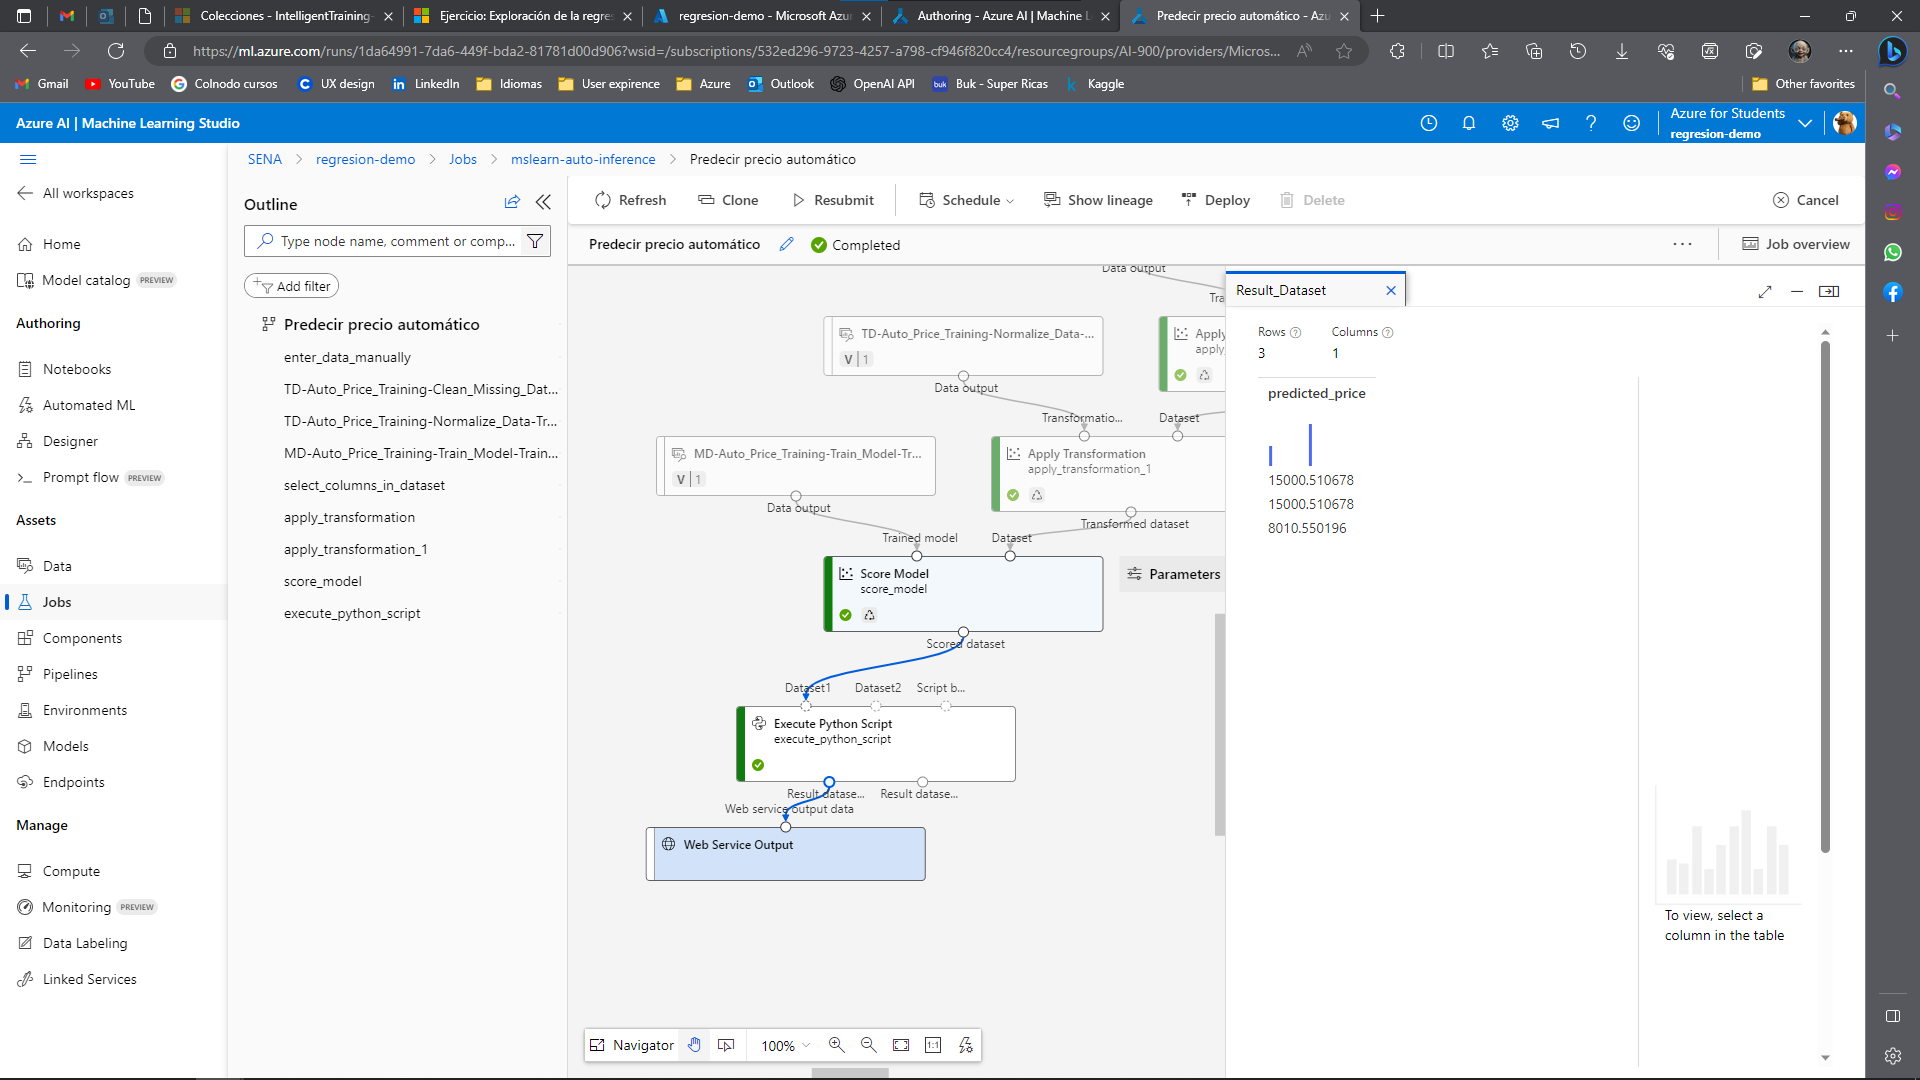 Colecciones - IntelligentTraining-
Ejercicio: Exploración de la regre
regresion-demo - Microsoft Azu
Authoring - Azure AI | Machine L
Predecir precio automático - Azu
https://ml.azure.com/runs/1da64991-7da6-449f-bda2-81781d00d906?wsid=/subscriptions/532ed296-9723-4257-a798-cf946f820cc4/resourcegroups/AI-900/providers/Micros...
Gmail
YouTube
Colnodo cursos
UX design
LinkedIn
Idiomas
User expirence
Azure
Outlook
OpenAI API
Buk - Super Ricas
Kaggle
Other favorites
Azure AI | Machine Learning Studio
Azure for Students
regresion-demo
SENA > regresion-demo > Jobs > mslearn-auto-inference > Predecir precio automático
All workspaces
Home
Model catalog PREVIEW
Authoring
Notebooks
Automated ML
Designer
Prompt flow PREVIEW
Assets
Data
Jobs
Components
Pipelines
Environments
Models
Endpoints
Manage
Compute
Monitoring PREVIEW
Data Labeling
Linked Services
Outline
Type node name, comment or comp...
Add filter
Predecir precio automático
enter_data_manually
TD-Auto_Price_Training-Clean_Missing_Dat...
TD-Auto_Price_Training-Normalize_Data-Tr...
MD-Auto_Price_Training-Train_Model-Train...
select_columns_in_dataset
apply_transformation
apply_transformation_1
score_model
execute_python_script
Refresh
Clone
Resubmit
Schedule
Show lineage
Deploy
Delete
Cancel
Predecir precio automático
Completed
Job overview
Data output
Tra
TD-Auto_Price_Training-Normalize_Data-...
V | 1
Apply
apply_
Data output
Transformatio...
Dataset
MD-Auto_Price_Training-Train_Model-Tr...
V | 1
Apply Transformation
apply_transformation_1
Data output
Transformed dataset
Trained model
Dataset
Score Model
score_model
Parameters
Scored dataset
Dataset1
Dataset2
Script b...
Execute Python Script
execute_python_script
Result datase...
Result datase...
Web service output data
Web Service Output
Navigator
100%
1:1
Result_Dataset
Rows
Columns
3
1
predicted_price
15000.510678
15000.510678
8010.550196
To view, select a
column in the table